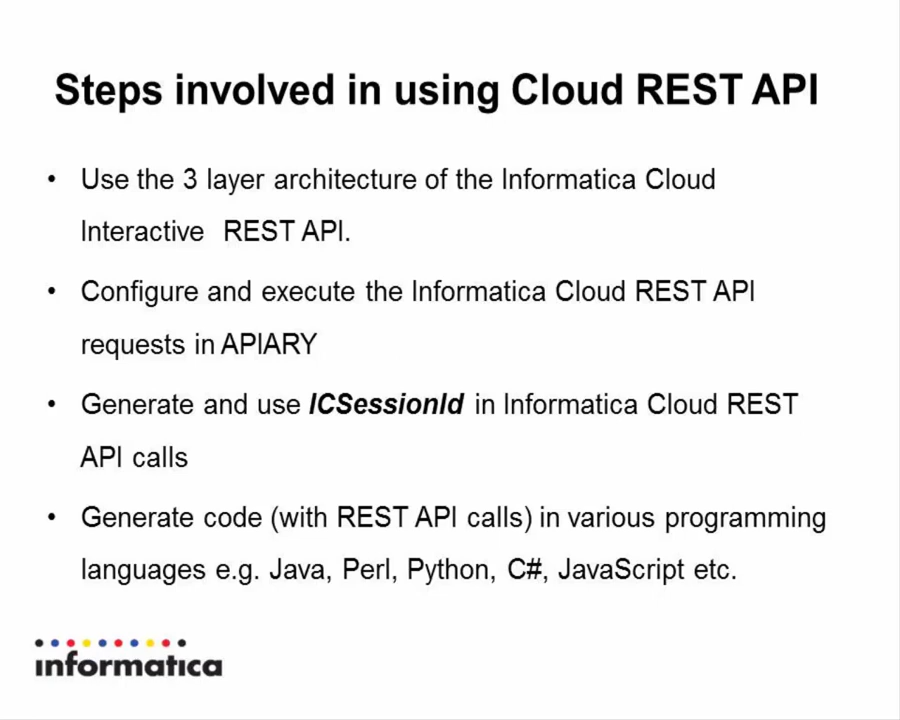 Steps involved in using Cloud REST API
• Use the 3 layer architecture of the Informatica Cloud
Interactive REST API.
• Configure and execute the Informatica Cloud REST API
requests in APIARY
• Generate and use ICSessionId in Informatica Cloud REST
API calls
• Generate code (with REST API calls) in various programming
languages e.g. Java, Perl, Python, C#, JavaScript etc.
informatica